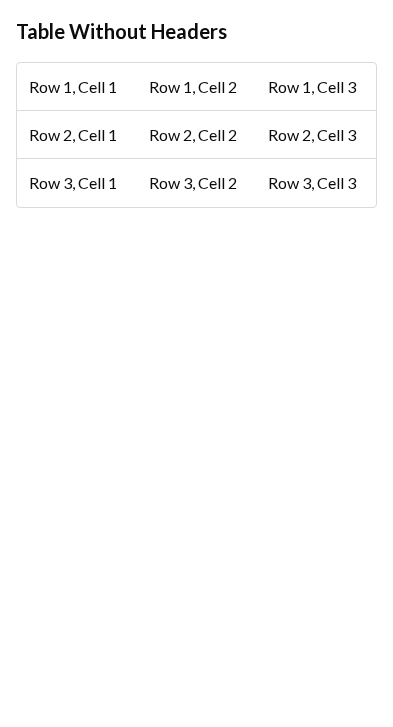 Table Without Headers
Row 1, Cell 1 Row 1, Cell 2 Row 1, Cell 3
Row 2, Cell 1 Row 2, Cell 2 Row 2, Cell 3
Row 3, Cell 1 Row 3, Cell 2 Row 3, Cell 3